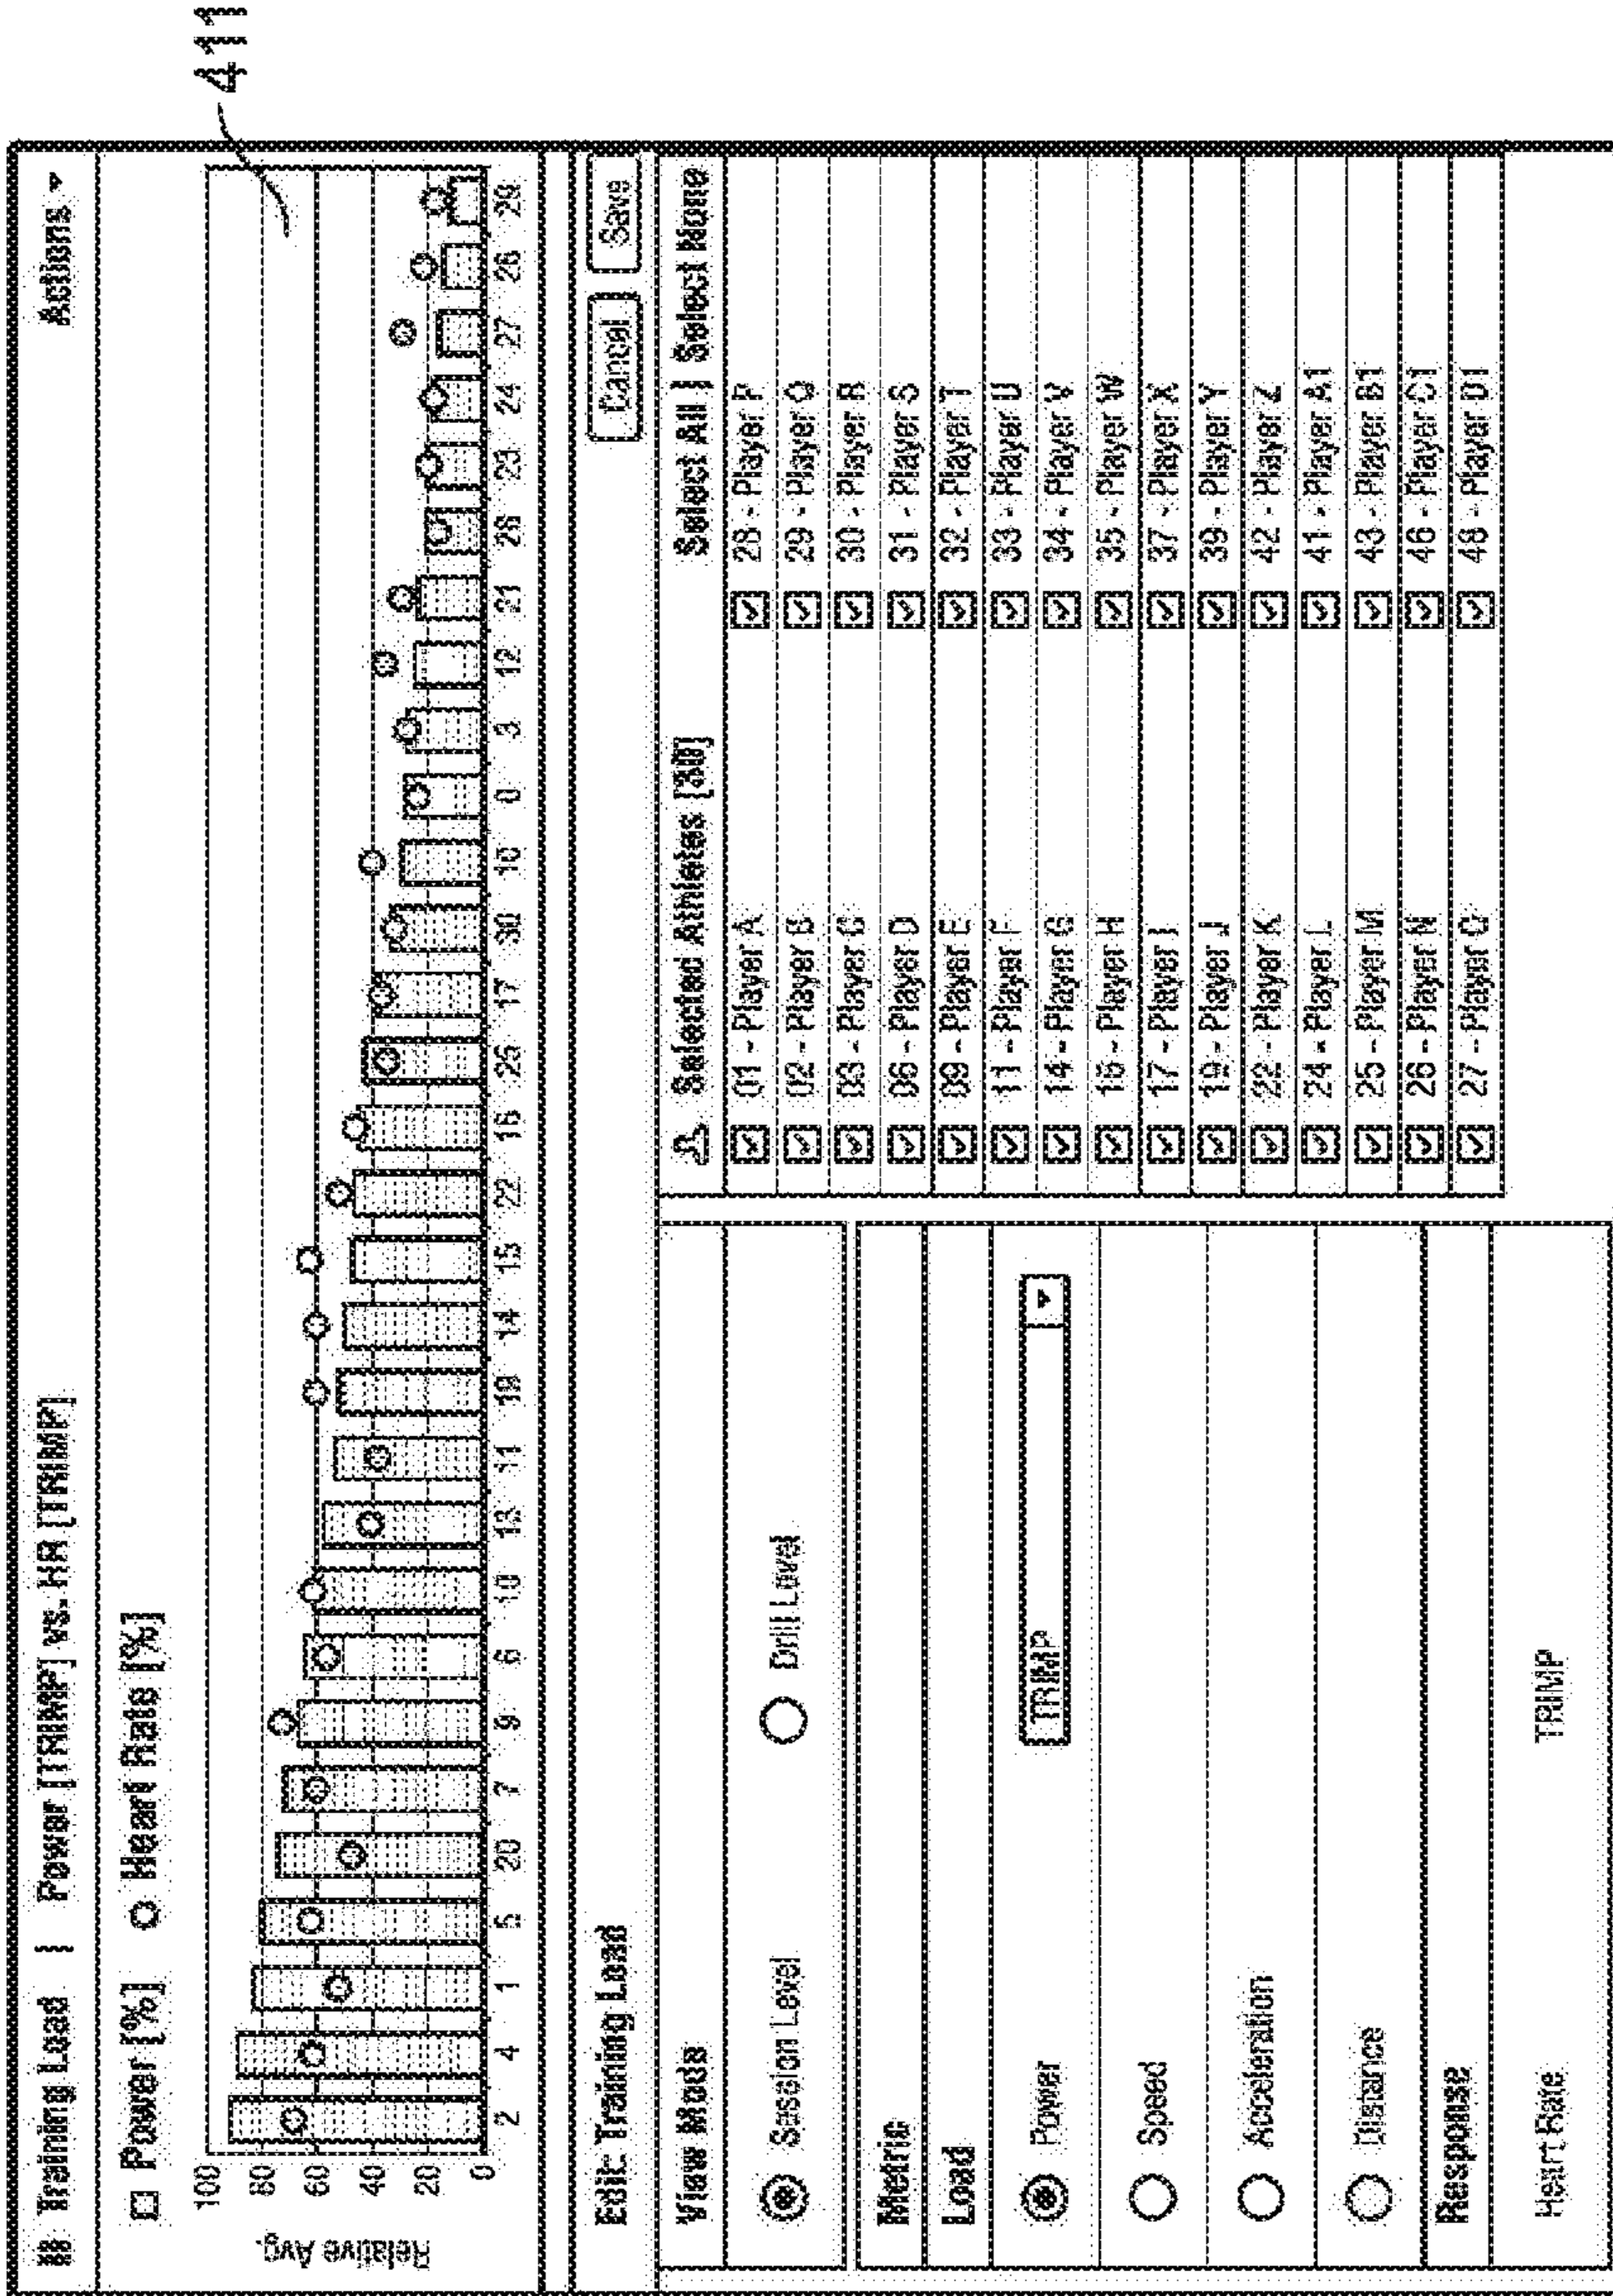 Training Load | Power [TRIMP] vs. HR [TRIMP] Actions
Power [%] Heart Rate [%]
411
Relative Avg.
100
80
60
40
20
0
2 4 1 5 20 7 9 6 10 13 11 18 14 15 22 16 25 17 30 10 0 3 12 21 28 23 24 27 26 29
Edit: Training Load Cancel Save
View Mode
Session Level Drill Level
Metric
Load
Power TRIMP
Speed
Acceleration
Distance
Response
Heart Rate TRIMP
Selected Athletes [30] Select All | Select None
01 - Player A 28 - Player P
02 - Player B 29 - Player Q
03 - Player C 30 - Player R
06 - Player D 31 - Player S
09 - Player E 32 - Player T
11 - Player F 33 - Player U
14 - Player G 34 - Player V
15 - Player H 35 - Player W
17 - Player I 37 - Player X
19 - Player J 39 - Player Y
22 - Player K 42 - Player Z
24 - Player L 41 - Player A1
25 - Player M 43 - Player B1
26 - Player N 46 - Player C1
27 - Player O 48 - Player D1